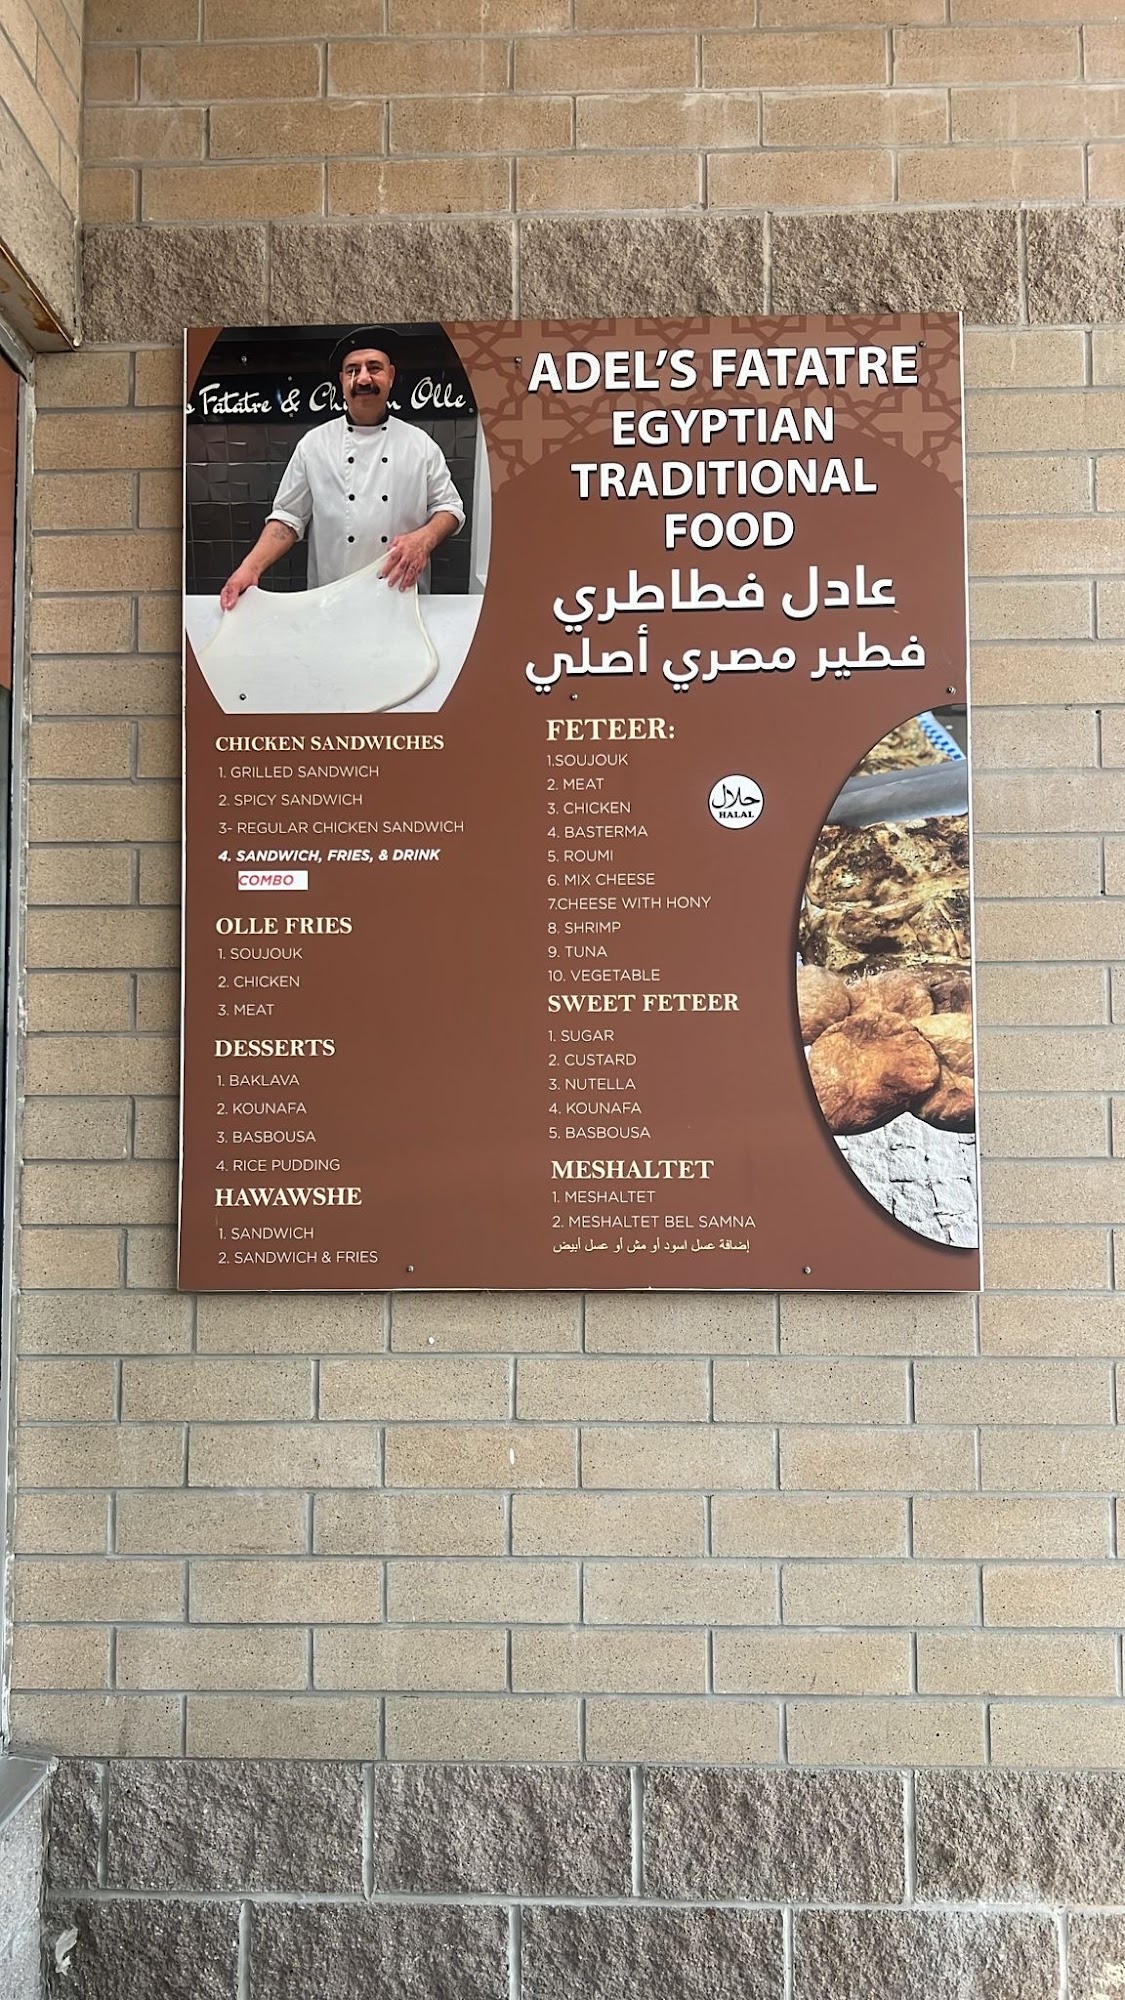 s Fatatre & Ch n Olle
ADEL'S FATATRE
EGYPTIAN
TRADITIONAL
FOOD
عادل فطاطري
فطير مصري أصلي
CHICKEN SANDWICHES
1. GRILLED SANDWICH
2. SPICY SANDWICH
3- REGULAR CHICKEN SANDWICH
4. SANDWICH, FRIES, & DRINK
COMBO
OLLE FRIES
1. SOUJOUK
2. CHICKEN
3. MEAT
DESSERTS
1. BAKLAVA
2. KOUNAFA
3. BASBOUSA
4. RICE PUDDING
HAWAWSHE
1. SANDWICH
2. SANDWICH & FRIES
FETEER:
1.SOUJOUK
2. MEAT
3. CHICKEN
4. BASTERMA
5. ROUMI
6. MIX CHEESE
7.CHEESE WITH HONY
8. SHRIMP
9. TUNA
10. VEGETABLE
حلال
HALAL
SWEET FETEER
1. SUGAR
2. CUSTARD
3. NUTELLA
4. KOUNAFA
5. BASBOUSA
MESHALTET
1. MESHALTET
2. MESHALTET BEL SAMNA
إضافة عسل اسود أو مش أو عسل أبيض